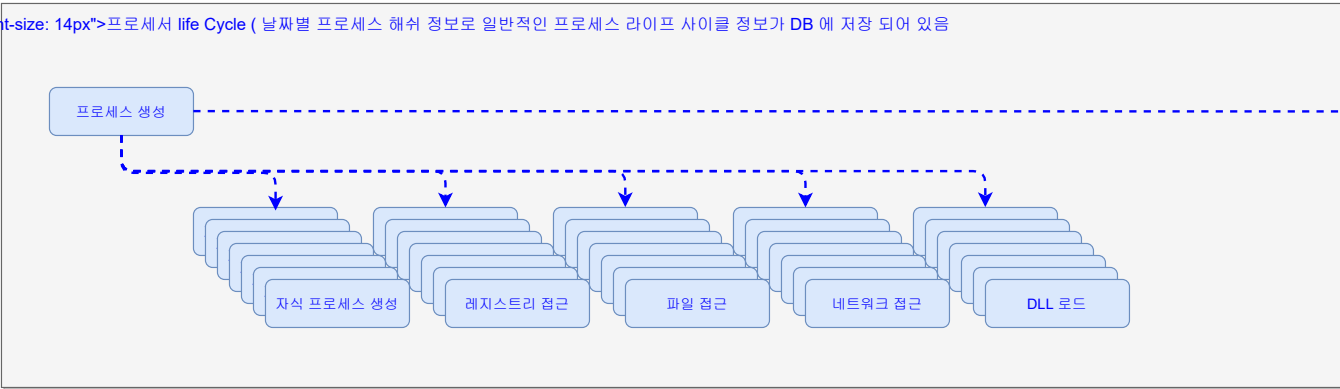 nt-size: 14px">프로세서 life Cycle ( 날짜별 프로세스 해쉬 정보로 일반적인 프로세스 라이프 사이클 정보가 DB 에 저장 되어 있음
프로세스 생성
자식 프로세스 생성
레지스트리 접근
파일 접근
네트워크 접근
DLL 로드